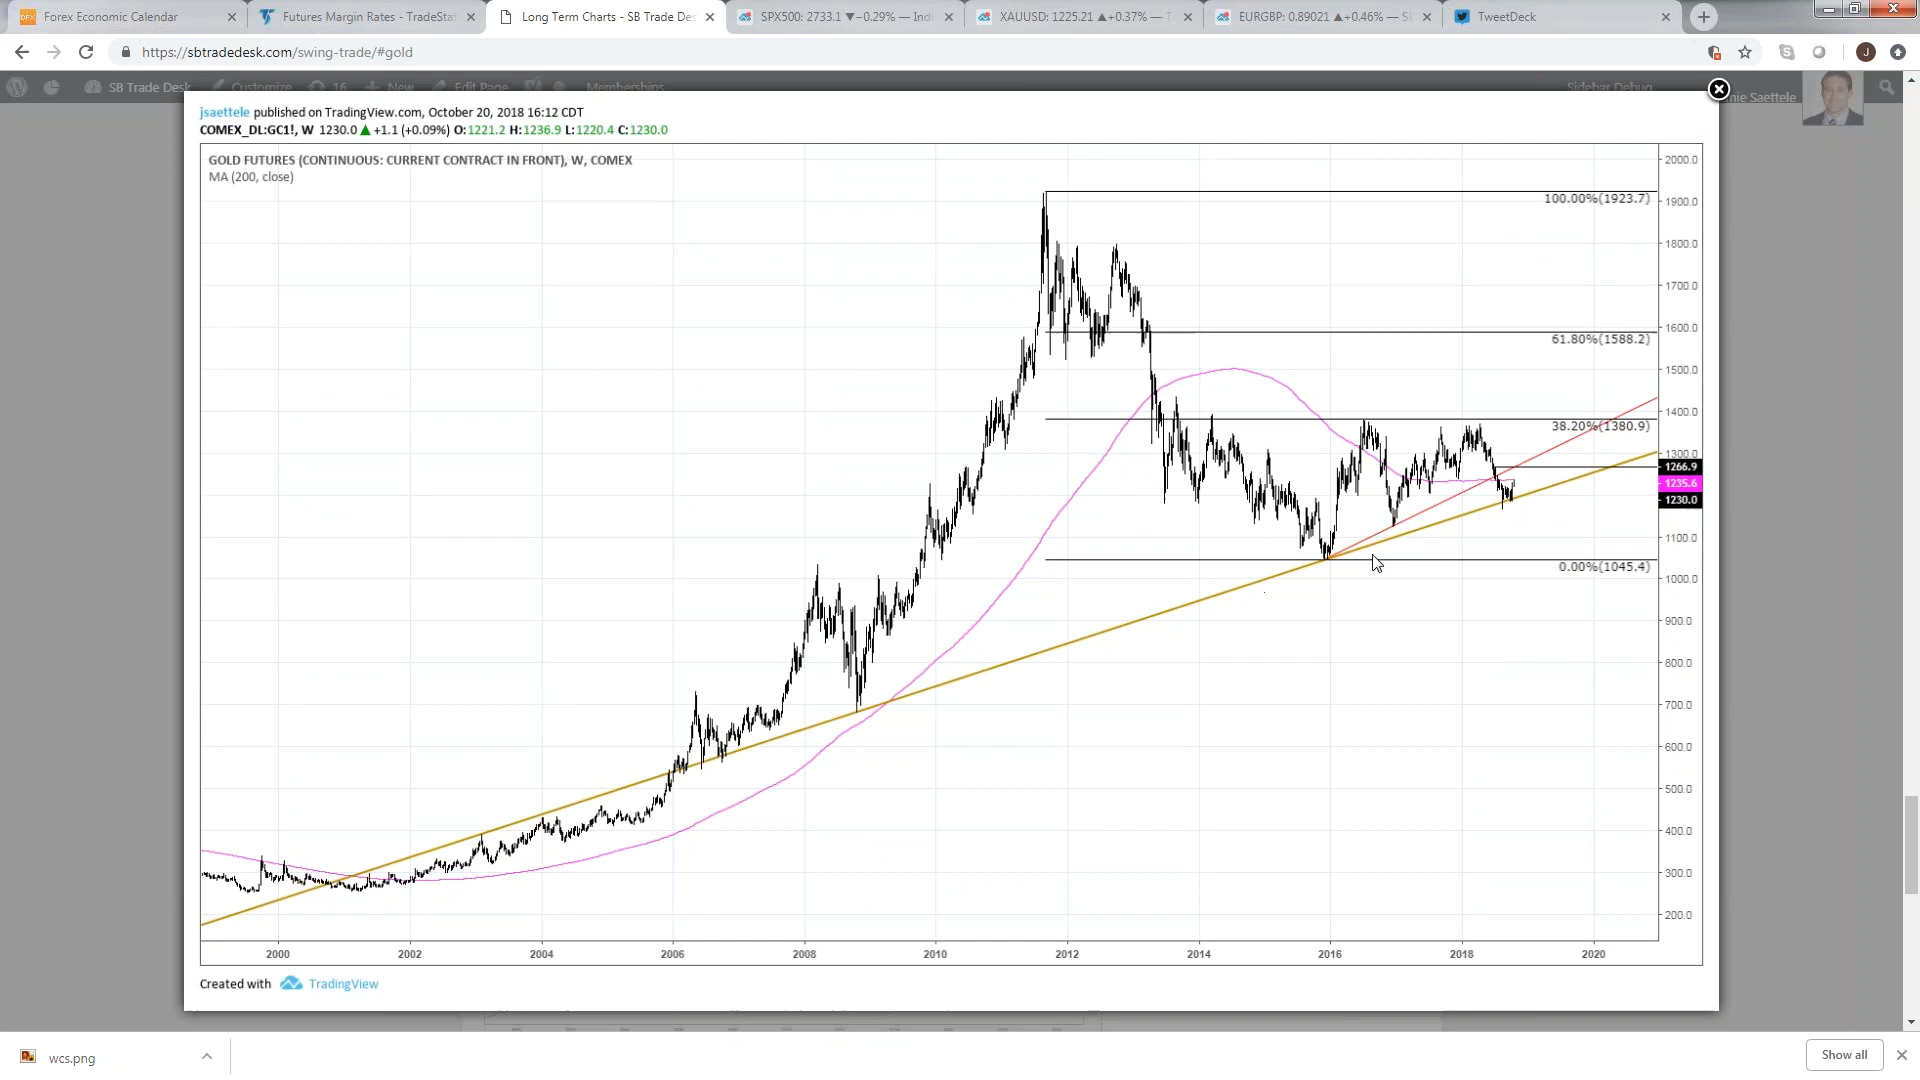 Forex Economic Calendar
Futures Margin Rates - TradeStat
Long Term Charts - SB Trade Des
SPX500: 2733.1 ▼−0.29% — Indi
XAUUSD: 1225.21 ▲+0.37% — T
EURGBP: 0.89021 ▲+0.46% — SE
TweetDeck
https://sbtradedesk.com/swing-trade/#gold
J
SB Trade Desk
Customize
16
New
Edit Page
Memberships
Sidebar Debug
mie Saettele
jsaettele published on TradingView.com, October 20, 2018 16:12 CDT
COMEX_DL:GC1!, W 1230.0 ▲ +1.1 (+0.09%) O:1221.2 H:1236.9 L:1220.4 C:1230.0
GOLD FUTURES (CONTINUOUS: CURRENT CONTRACT IN FRONT), W, COMEX
MA (200, close)
2000.0
100.00%(1923.7)
1900.0
1800.0
1700.0
1600.0
61.80%(1588.2)
1500.0
1400.0
38.20%(1380.9)
1300.0
1266.9
1235.6
1230.0
1100.0
0.00%(1045.4)
1000.0
900.0
800.0
700.0
600.0
500.0
400.0
300.0
200.0
2000 2002 2004 2006 2008 2010 2012 2014 2016 2018 2020
Created with TradingView
wcs.png
Show all